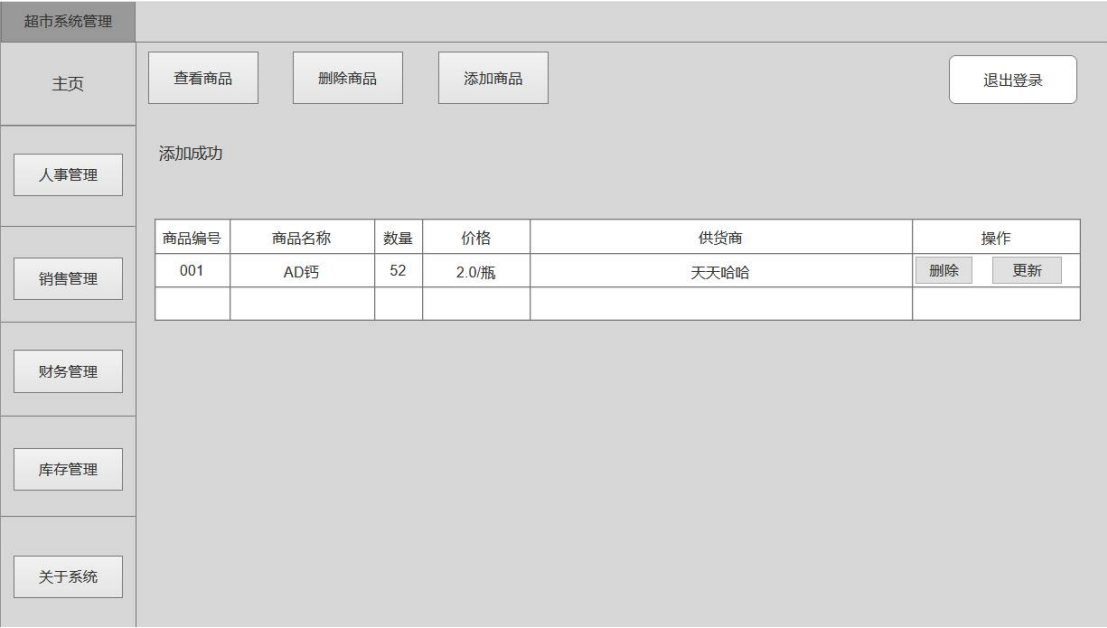 超市系统管理
主页
查看商品 删除商品 添加商品 退出登录
添加成功
人事管理
销售管理
财务管理
库存管理
关于系统
商品编号 商品名称 数量 价格 供货商 操作
001 AD钙 52 2.0/瓶 天天哈哈 删除 更新